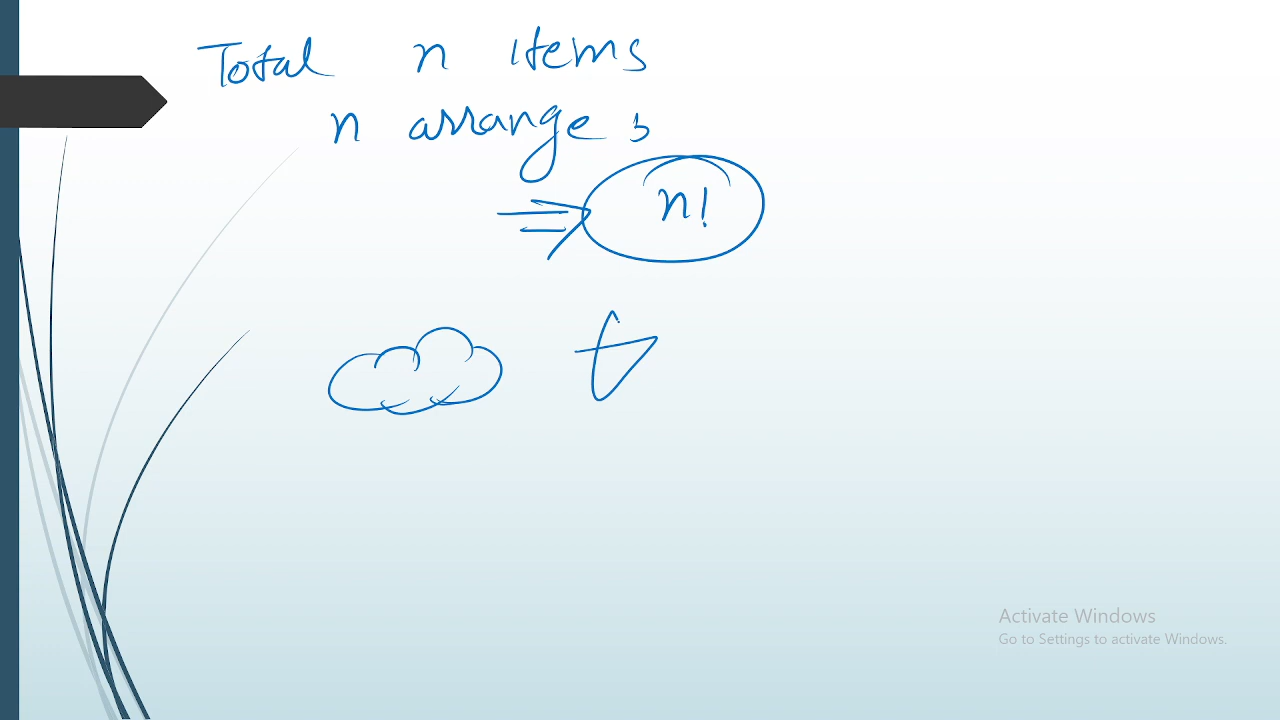 Total n items
n arrange
n!
Activate Windows
Go to Settings to activate Windows.